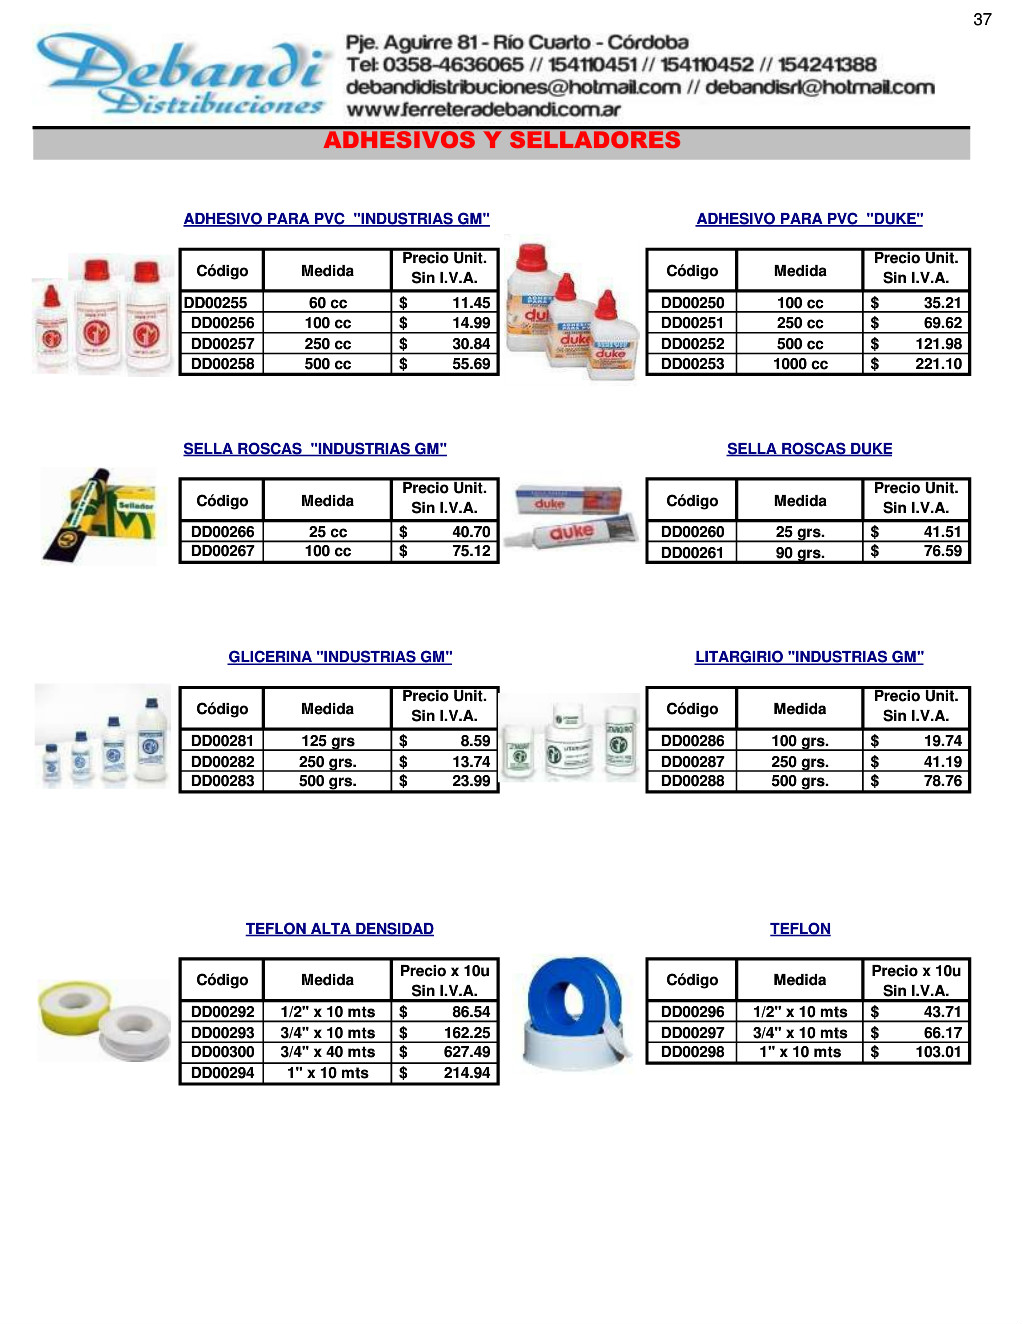 37
Debandi
Distribuciones
Pje. Aguirre 81 - Río Cuarto - Córdoba
Tel: 0358-4636065 // 154110451 // 154110452 // 154241388
debandidistribuciones@hotmail.com // debandisrl@hotmail.com
www.ferreteradebandi.com.ar
ADHESIVOS Y SELLADORES
ADHESIVO PARA PVC "INDUSTRIAS GM"
Código Medida Precio Unit. Sin I.V.A.
DD00255 60 cc $ 11.45
DD00256 100 cc $ 14.99
DD00257 250 cc $ 30.84
DD00258 500 cc $ 55.69
ADHESIVO PARA PVC "DUKE"
duke
duke
Código Medida Precio Unit. Sin I.V.A.
DD00250 100 cc $ 35.21
DD00251 250 cc $ 69.62
DD00252 500 cc $ 121.98
DD00253 1000 cc $ 221.10
SELLA ROSCAS "INDUSTRIAS GM"
Sellador
Código Medida Precio Unit. Sin I.V.A.
DD00266 25 cc $ 40.70
DD00267 100 cc $ 75.12
SELLA ROSCAS DUKE
duke
duke
Código Medida Precio Unit. Sin I.V.A.
DD00260 25 grs. $ 41.51
DD00261 90 grs. $ 76.59
GLICERINA "INDUSTRIAS GM"
Código Medida Precio Unit. Sin I.V.A.
DD00281 125 grs $ 8.59
DD00282 250 grs. $ 13.74
DD00283 500 grs. $ 23.99
LITARGIRIO "INDUSTRIAS GM"
Código Medida Precio Unit. Sin I.V.A.
DD00286 100 grs. $ 19.74
DD00287 250 grs. $ 41.19
DD00288 500 grs. $ 78.76
TEFLON ALTA DENSIDAD
Código Medida Precio x 10u Sin I.V.A.
DD00292 1/2" x 10 mts $ 86.54
DD00293 3/4" x 10 mts $ 162.25
DD00300 3/4" x 40 mts $ 627.49
DD00294 1" x 10 mts $ 214.94
TEFLON
Código Medida Precio x 10u Sin I.V.A.
DD00296 1/2" x 10 mts $ 43.71
DD00297 3/4" x 10 mts $ 66.17
DD00298 1" x 10 mts $ 103.01